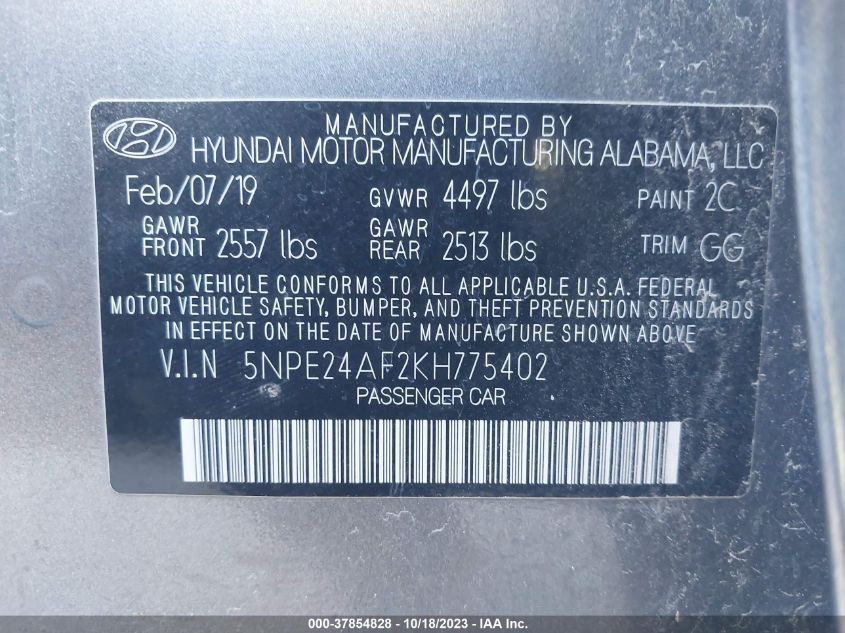 MANUFACTURED BY
HYUNDAI MOTOR MANUFACTURING ALABAMA, LLC
Feb/07/19 GVWR 4497 lbs PAINT 2C
GAWR FRONT 2557 lbs GAWR REAR 2513 lbs TRIM GG
THIS VEHICLE CONFORMS TO ALL APPLICABLE U.S.A. FEDERAL
MOTOR VEHICLE SAFETY, BUMPER, AND THEFT PREVENTION STANDARDS
IN EFFECT ON THE DATE OF MANUFACTURE SHOWN ABOVE
V.I.N 5NPE24AF2KH775402
PASSENGER CAR
000-37854828 - 10/18/2023 - IAA Inc.